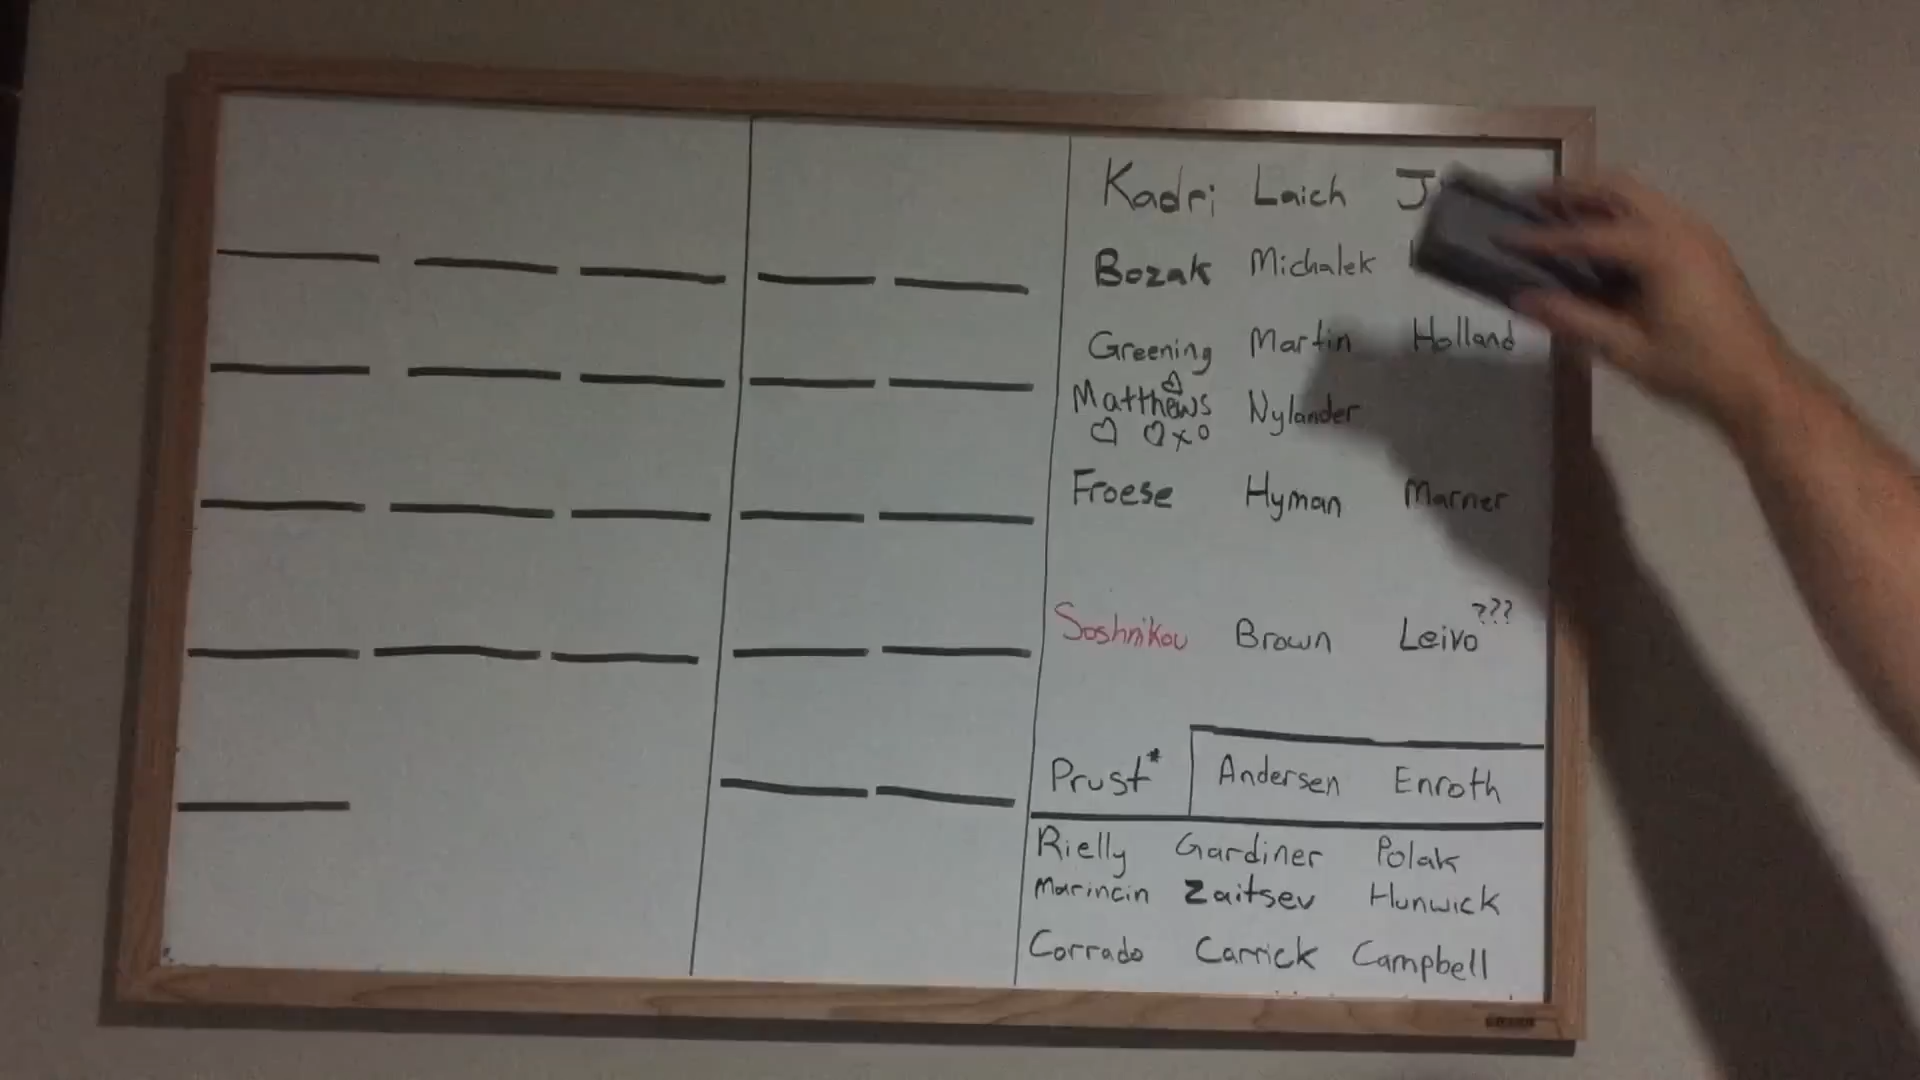 Kadri Laich
Bozak Michalek
Greening Martin Holland
Matthews Nylander
x o
Froese Hyman Marner
Soshnikov Brown Leivo ???
Prust* Andersen Enroth
Rielly Gardiner Polak
Marincin Zaitsev Hunwick
Corrado Carrick Campbell